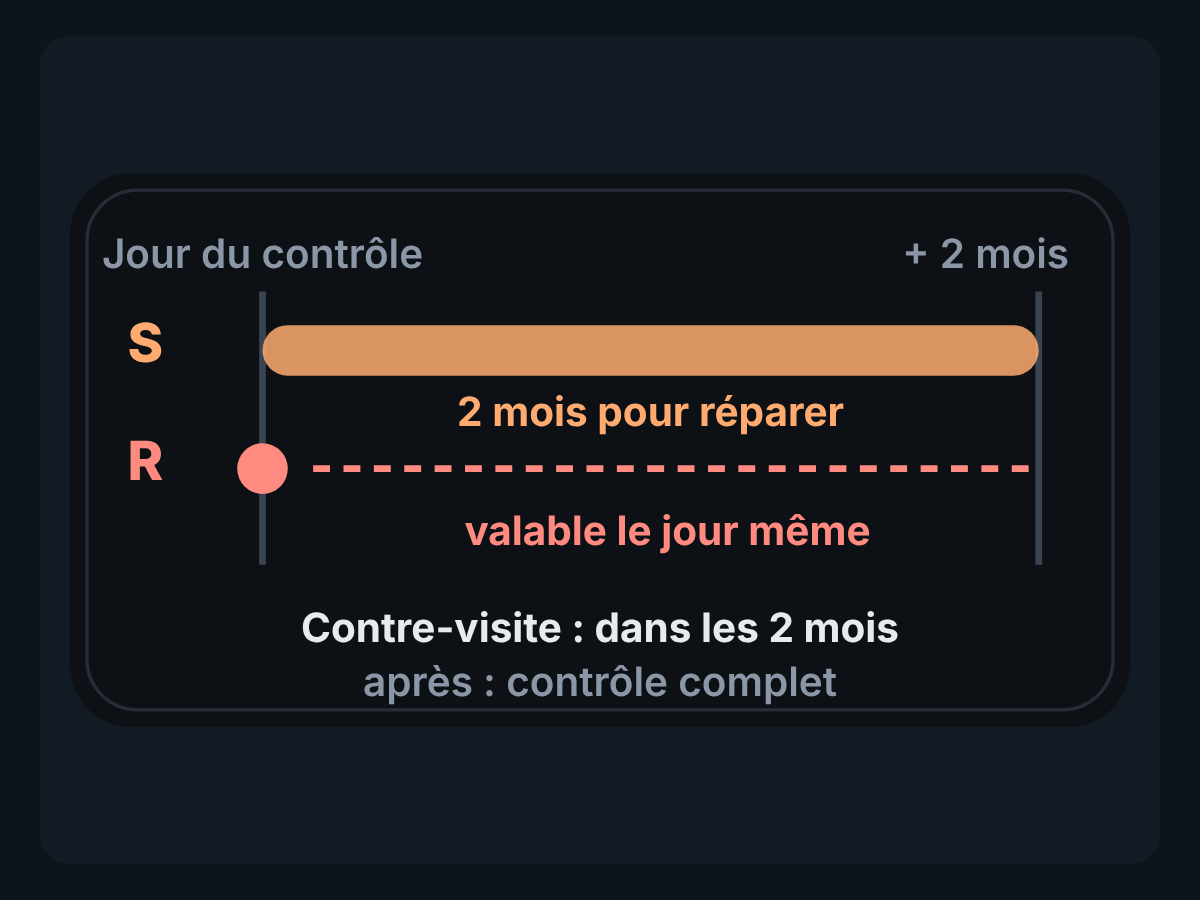 Jour du contrôle
+ 2 mois
S
2 mois pour réparer
R
valable le jour même
Contre-visite : dans les 2 mois
après : contrôle complet